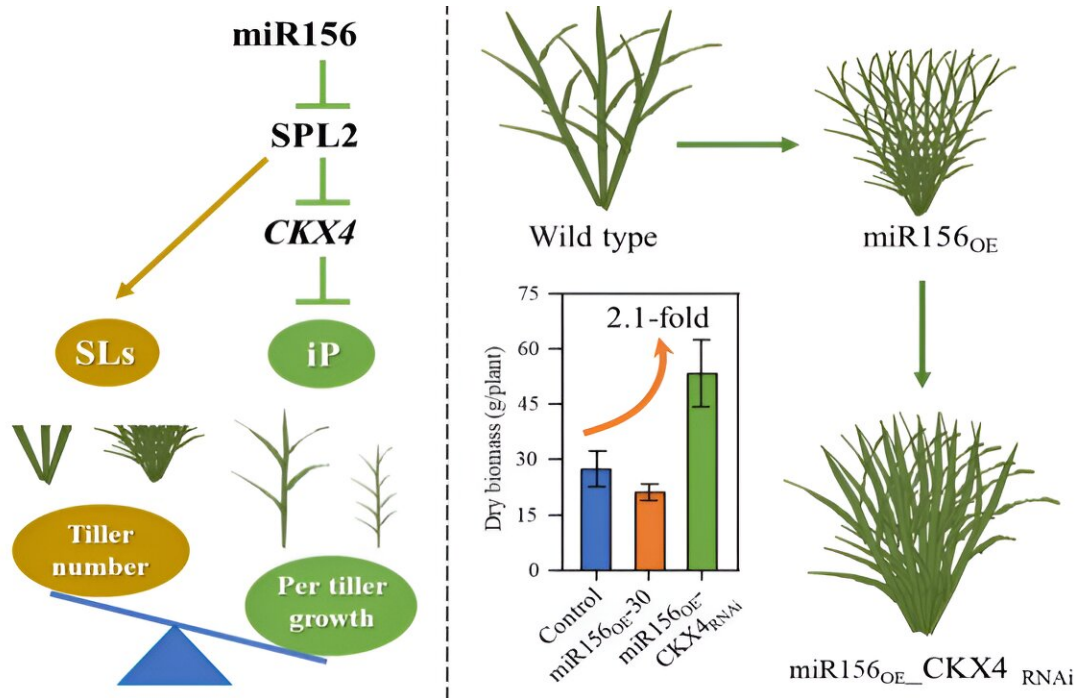 miR156
SPL2
CKX4
SLs
iP
Tiller
number
Per tiller
growth
Wild type
miR156OE
75
60
45
30
15
0
Dry biomass (g/plant)
2.1-fold
Control
miR156OE-30
miR156OE-
CKX4RNAi
miR156OE_CKX4 RNAi